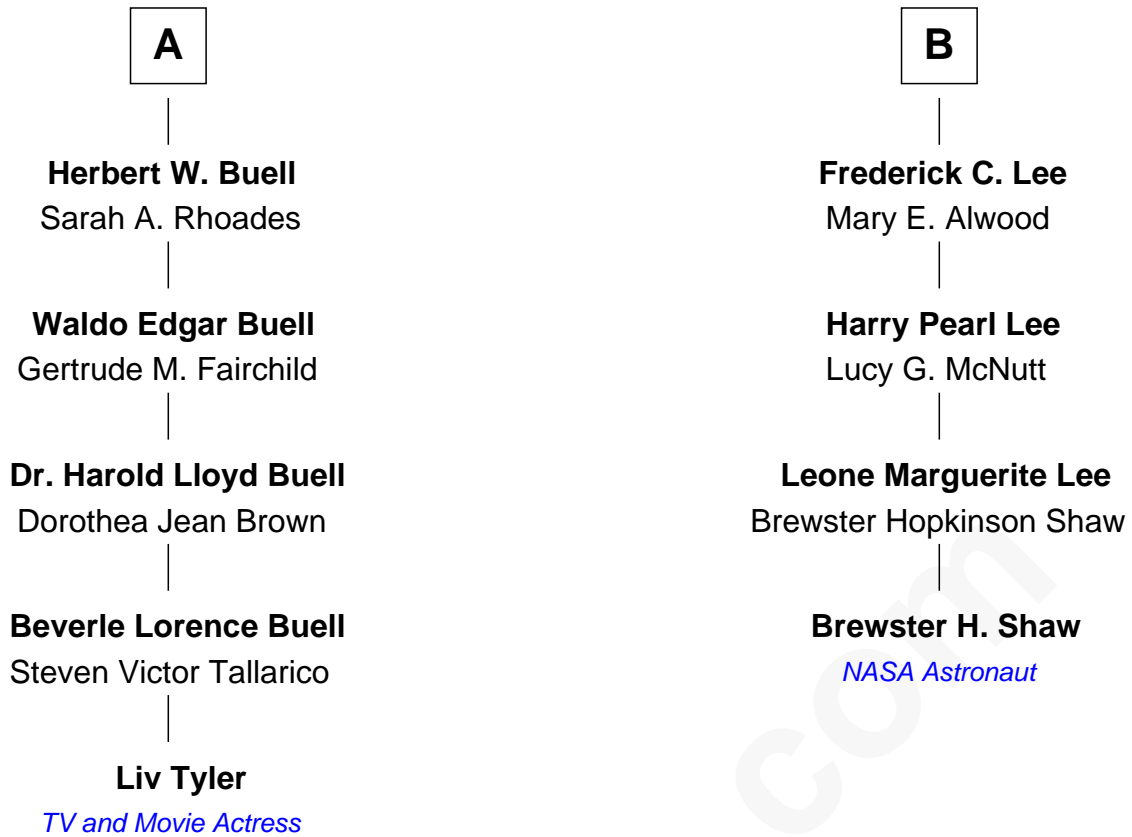 A
Herbert W. Buell
Sarah A. Rhoades
Waldo Edgar Buell
Gertrude M. Fairchild
Dr. Harold Lloyd Buell
Dorothea Jean Brown
Beverle Lorence Buell
Steven Victor Tallarico
Liv Tyler
TV and Movie Actress
B
Frederick C. Lee
Mary E. Alwood
Harry Pearl Lee
Lucy G. McNutt
Leone Marguerite Lee
Brewster Hopkinson Shaw
Brewster H. Shaw
NASA Astronaut
com